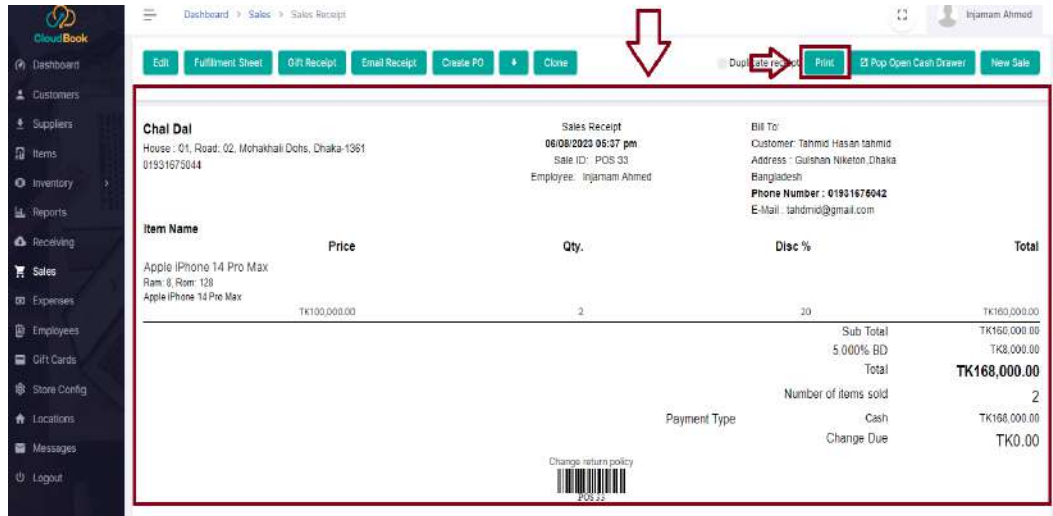 CloudBook
Dashboard > Sales > Sales Receipt
Injamam Ahmed
Dashboard
Customers
Suppliers
Items
Inventory >
Reports
Receiving
Sales
Expenses
Employees
Gift Cards
Store Config
Locations
Messages
Logout
Edit Fulfillment Sheet Gift Receipt Email Receipt Create PO Clone Duplicate receipt Print Pop Open Cash Drawer New Sale
Chal Dal
House : 01, Road: 02, Mohakhali Dohs, Dhaka-1361
01931675044
Sales Receipt
06/08/2023 05:37 pm
Sale ID: POS 33
Employee: Injamam Ahmed
Bill To:
Customer: Tahmid Hasan tahmid
Address : Gulshan Niketon,Dhaka
Bangladesh
Phone Number : 01931675042
E-Mail : tahdmid@gmail.com
Item Name
Price Qty. Disc % Total
Apple iPhone 14 Pro Max
Ram: 8, Rom: 128
Apple iPhone 14 Pro Max
TK100,000.00 2 20 TK160,000.00
Sub Total TK160,000.00
5.000% BD TK8,000.00
Total TK168,000.00
Number of items sold 2
Payment Type Cash TK168,000.00
Change Due TK0.00
Change return policy
POS 33